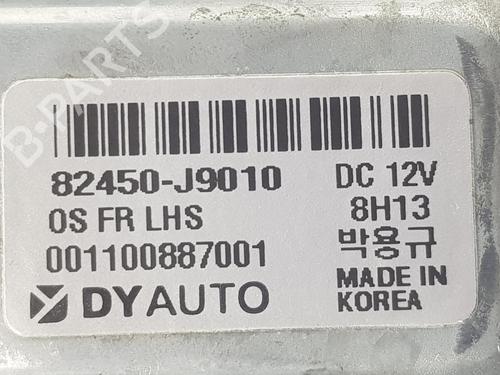 82450-J9010 DC 12V
OS FR LHS 8H13
001100887001 박용규
DYAUTO MADE IN
KOREA
B-PARTS